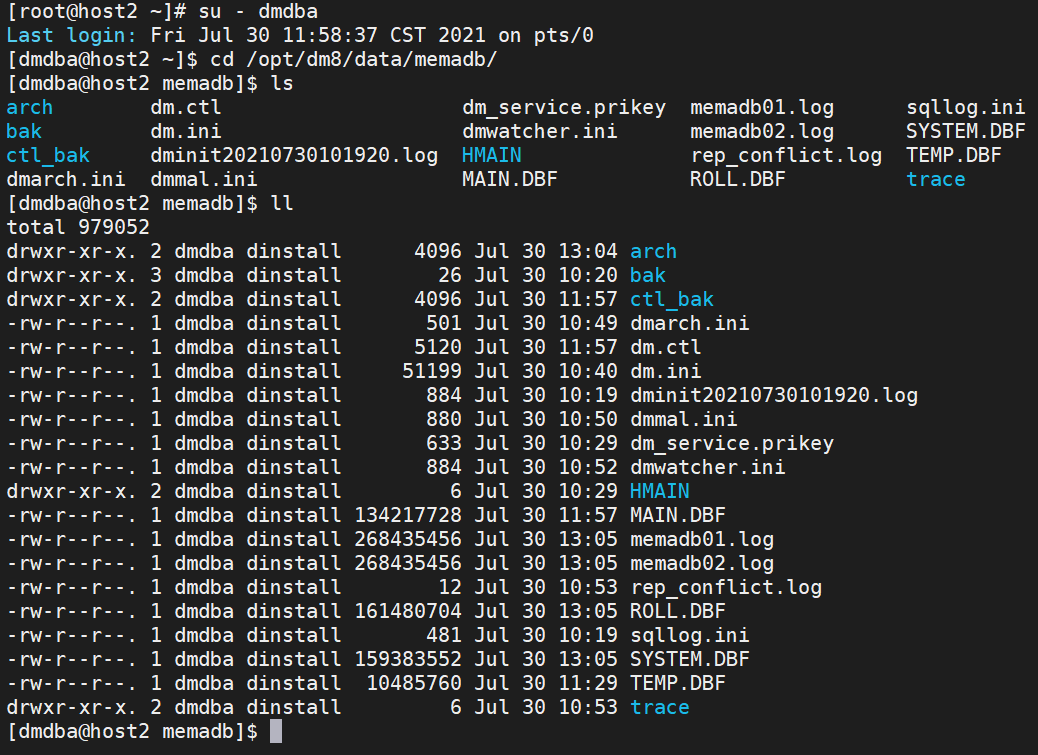 [root@host2 ~]# su - dmdba
Last login: Fri Jul 30 11:58:37 CST 2021 on pts/0
[dmdba@host2 ~]$ cd /opt/dm8/data/memadb/
[dmdba@host2 memadb]$ ls
arch        dm.ctl                    dm_service.prikey  memadb01.log      sqllog.ini
bak         dm.ini                    dmwatcher.ini      memadb02.log      SYSTEM.DBF
ctl_bak     dminit20210730101920.log  HMAIN              rep_conflict.log  TEMP.DBF
dmarch.ini  dmmal.ini                 MAIN.DBF           ROLL.DBF          trace
[dmdba@host2 memadb]$ ll
total 979052
drwxr-xr-x. 2 dmdba dinstall      4096 Jul 30 13:04 arch
drwxr-xr-x. 3 dmdba dinstall        26 Jul 30 10:20 bak
drwxr-xr-x. 2 dmdba dinstall      4096 Jul 30 11:57 ctl_bak
-rw-r--r--. 1 dmdba dinstall       501 Jul 30 10:49 dmarch.ini
-rw-r--r--. 1 dmdba dinstall      5120 Jul 30 11:57 dm.ctl
-rw-r--r--. 1 dmdba dinstall     51199 Jul 30 10:40 dm.ini
-rw-r--r--. 1 dmdba dinstall       884 Jul 30 10:19 dminit20210730101920.log
-rw-r--r--. 1 dmdba dinstall       880 Jul 30 10:50 dmmal.ini
-rw-r--r--. 1 dmdba dinstall       633 Jul 30 10:29 dm_service.prikey
-rw-r--r--. 1 dmdba dinstall       884 Jul 30 10:52 dmwatcher.ini
drwxr-xr-x. 2 dmdba dinstall         6 Jul 30 10:29 HMAIN
-rw-r--r--. 1 dmdba dinstall 134217728 Jul 30 11:57 MAIN.DBF
-rw-r--r--. 1 dmdba dinstall 268435456 Jul 30 13:05 memadb01.log
-rw-r--r--. 1 dmdba dinstall 268435456 Jul 30 13:05 memadb02.log
-rw-r--r--. 1 dmdba dinstall        12 Jul 30 10:53 rep_conflict.log
-rw-r--r--. 1 dmdba dinstall 161480704 Jul 30 13:05 ROLL.DBF
-rw-r--r--. 1 dmdba dinstall       481 Jul 30 10:19 sqllog.ini
-rw-r--r--. 1 dmdba dinstall 159383552 Jul 30 13:05 SYSTEM.DBF
-rw-r--r--. 1 dmdba dinstall  10485760 Jul 30 11:29 TEMP.DBF
drwxr-xr-x. 2 dmdba dinstall         6 Jul 30 10:53 trace
[dmdba@host2 memadb]$